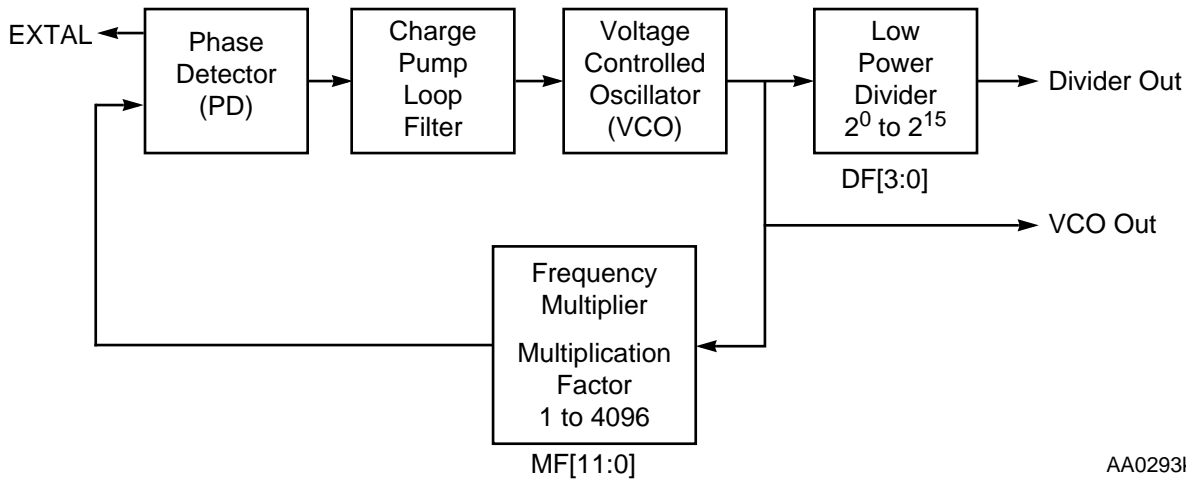 EXTAL
Phase
Detector
(PD)
Charge
Pump
Loop
Filter
Voltage
Controlled
Oscillator
(VCO)
Low
Power
Divider
2⁰ to 2¹⁵
Divider Out
DF[3:0]
VCO Out
Frequency
Multiplier
Multiplication
Factor
1 to 4096
MF[11:0]